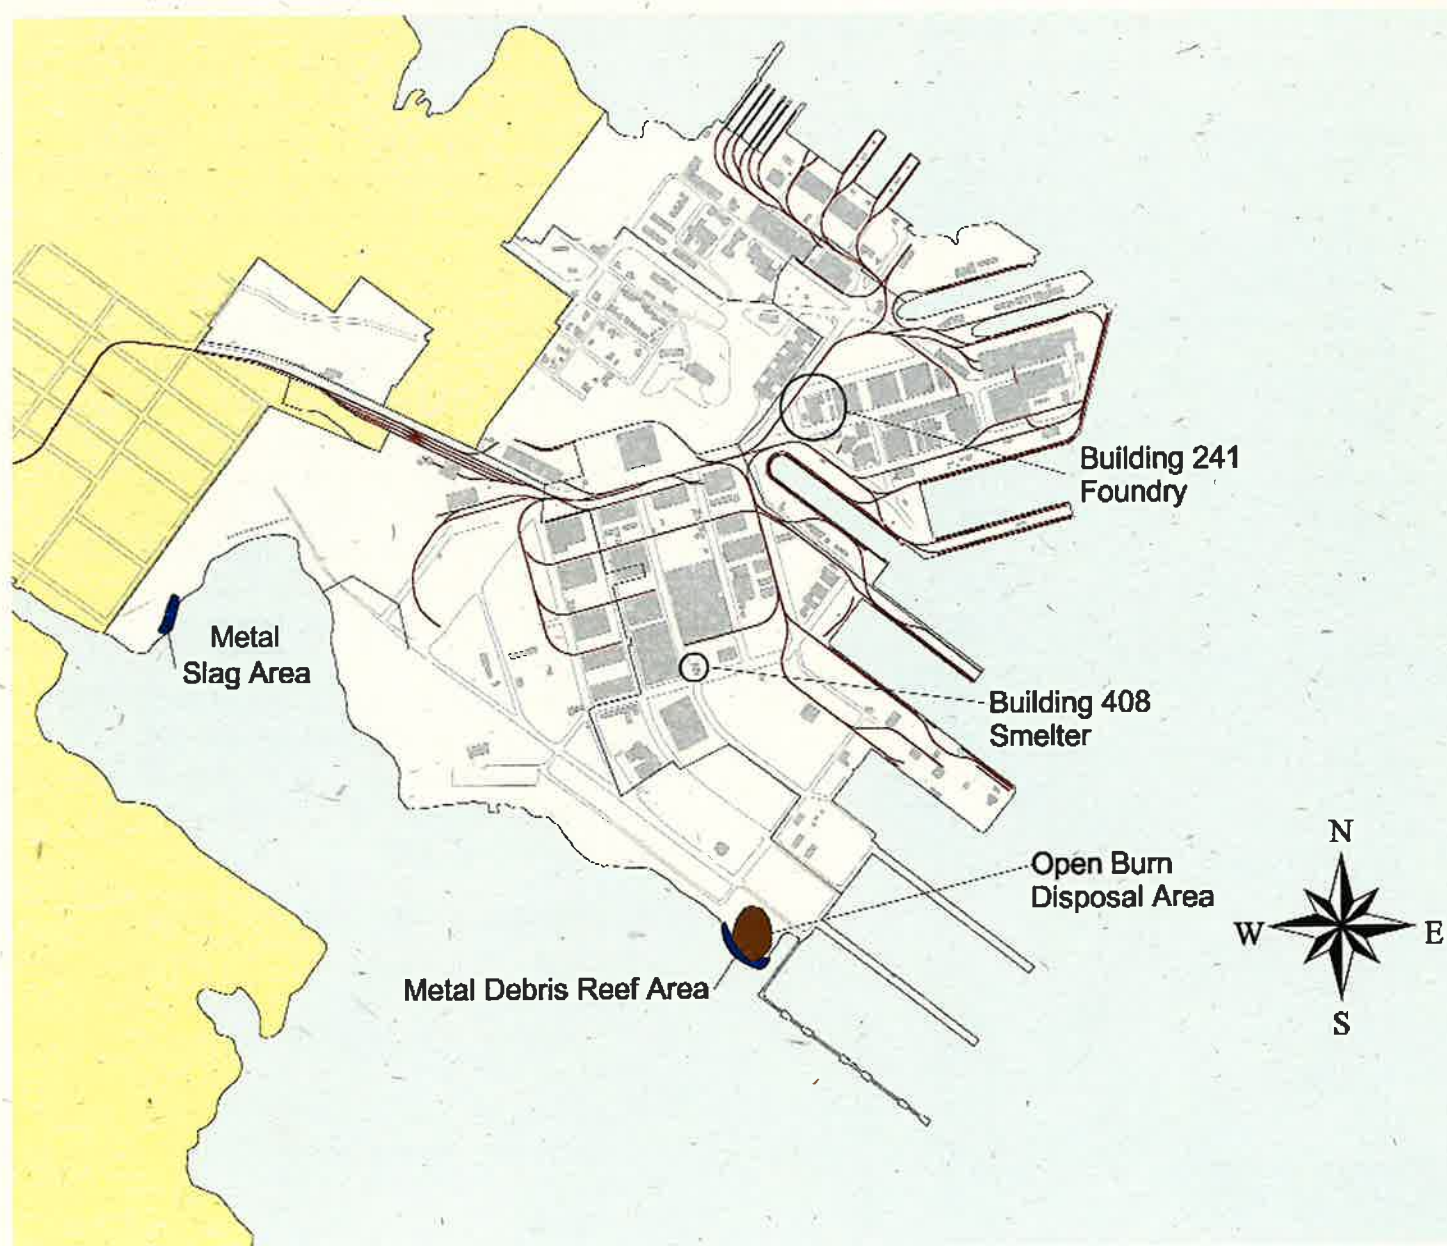 Building 241
Foundry
Metal
Slag Area
Building 408
Smelter
N
Open Burn
Disposal Area
W
E
Metal Debris Reef Area
S